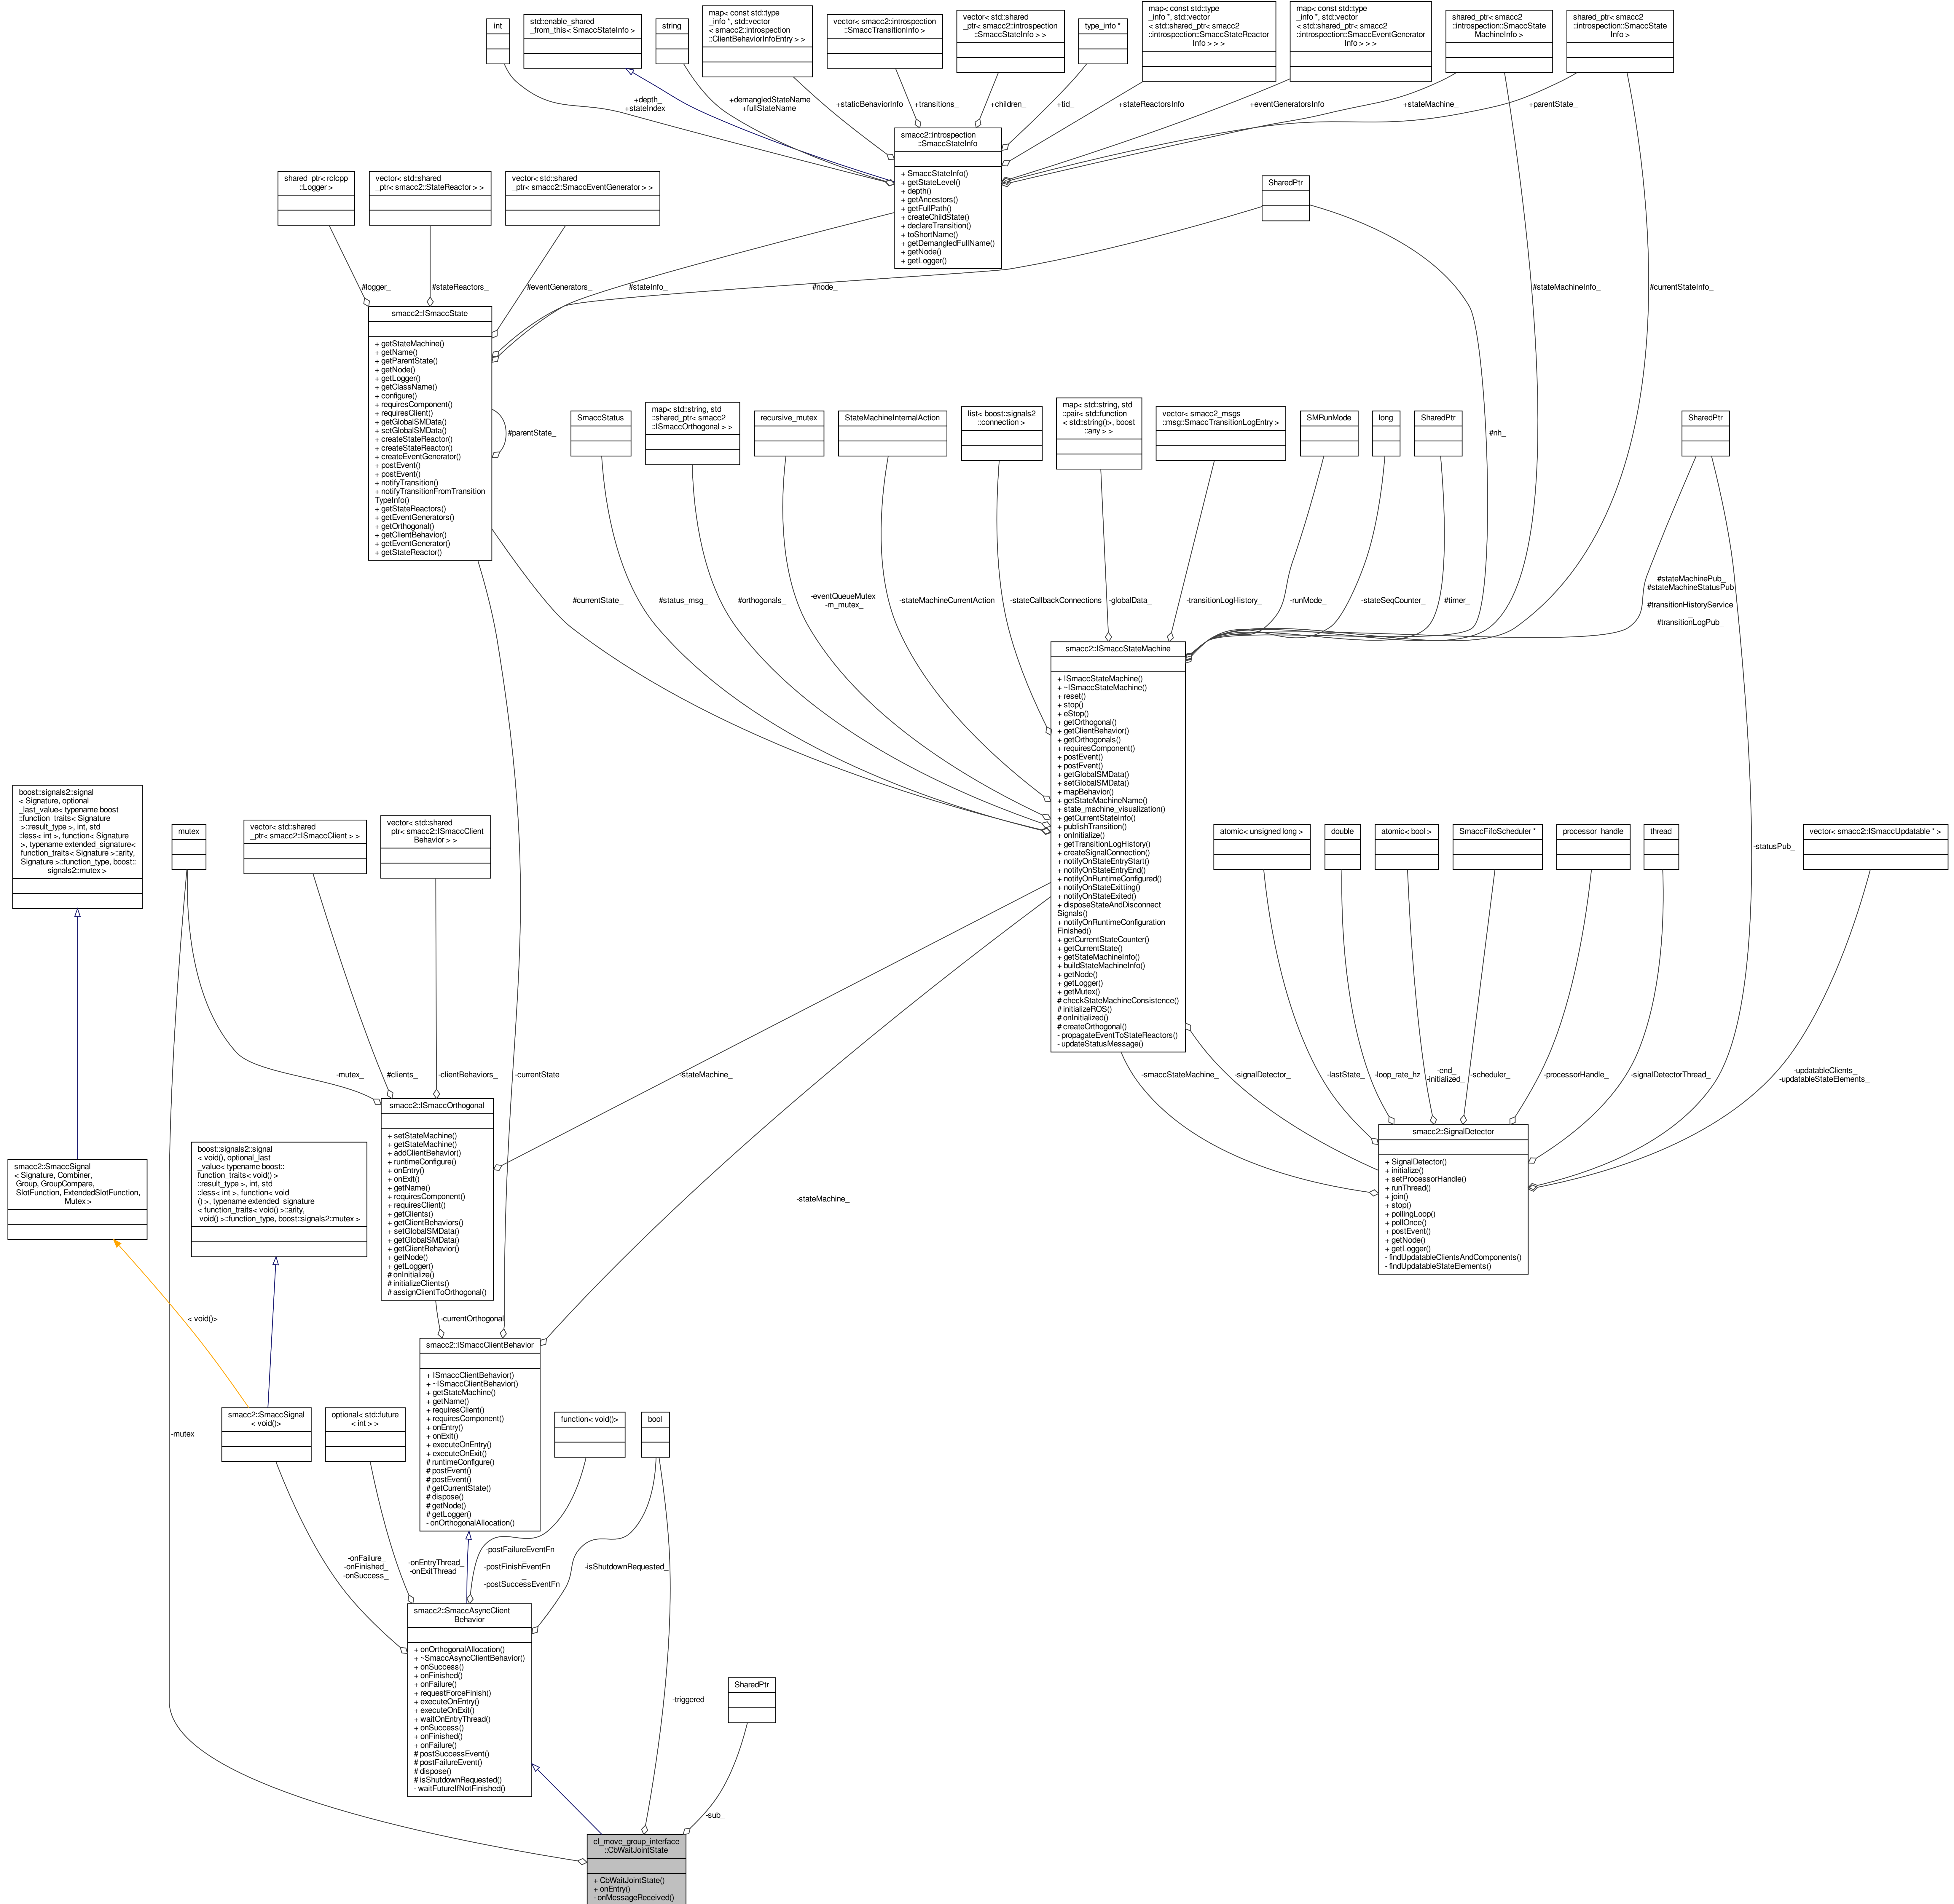 int
std::enable_shared
_from_this< SmaccStateInfo >
string
map< const std::type
_info *, std::vector
< smacc2::introspection
::ClientBehaviorInfoEntry > >
vector< smacc2::introspection
::SmaccTransitionInfo >
vector< std::shared
_ptr< smacc2::introspection
::SmaccStateInfo > >
type_info *
map< const std::type
_info *, std::vector
< std::shared_ptr< smacc2
::introspection::SmaccStateReactor
Info > > >
map< const std::type
_info *, std::vector
< std::shared_ptr< smacc2
::introspection::SmaccEventGenerator
Info > > >
shared_ptr< smacc2
::introspection::SmaccState
MachineInfo >
shared_ptr< smacc2
::introspection::SmaccState
Info >
+depth_
+stateIndex_
+demangledStateName
+fullStateName
+staticBehaviorInfo
+transitions_
+children_
+tid_
+stateReactorsInfo
+eventGeneratorsInfo
+stateMachine_
+parentState_
smacc2::introspection
::SmaccStateInfo
+ SmaccStateInfo()
+ getStateLevel()
+ depth()
+ getAncestors()
+ getFullPath()
+ createChildState()
+ declareTransition()
+ toShortName()
+ getDemangledFullName()
+ getNode()
+ getLogger()
shared_ptr< rclcpp
::Logger >
vector< std::shared
_ptr< smacc2::StateReactor > >
vector< std::shared
_ptr< smacc2::SmaccEventGenerator > >
SharedPtr
#logger_
#stateReactors_
#eventGenerators_
#stateInfo_
#node_
#stateMachineInfo_
#currentStateInfo_
smacc2::ISmaccState
+ getStateMachine()
+ getName()
+ getParentState()
+ getNode()
+ getLogger()
+ getClassName()
+ configure()
+ requiresComponent()
+ requiresClient()
+ getGlobalSMData()
+ setGlobalSMData()
+ createStateReactor()
+ createStateReactor()
+ createEventGenerator()
+ postEvent()
+ postEvent()
+ notifyTransition()
+ notifyTransitionFromTransition
TypeInfo()
+ getStateReactors()
+ getEventGenerators()
+ getOrthogonal()
+ getClientBehavior()
+ getEventGenerator()
+ getStateReactor()
#parentState_
#nh_
SmaccStatus
map< std::string, std
::shared_ptr< smacc2
::ISmaccOrthogonal > >
recursive_mutex
StateMachineInternalAction
list< boost::signals2
::connection >
map< std::string, std
::pair< std::function
< std::string()>, boost
::any > >
vector< smacc2_msgs
::msg::SmaccTransitionLogEntry >
SMRunMode
long
SharedPtr
SharedPtr
#currentState_
#status_msg_
#orthogonals_
-eventQueueMutex_
-m_mutex_
-stateMachineCurrentAction
-stateCallbackConnections
-globalData_
-transitionLogHistory_
-runMode_
-stateSeqCounter_
#timer_
#stateMachinePub_
#stateMachineStatusPub
_
#transitionHistoryService
_
#transitionLogPub_
smacc2::ISmaccStateMachine
+ ISmaccStateMachine()
+ ~ISmaccStateMachine()
+ reset()
+ stop()
+ eStop()
+ getOrthogonal()
+ getClientBehavior()
+ getOrthogonals()
+ requiresComponent()
+ postEvent()
+ postEvent()
+ getGlobalSMData()
+ setGlobalSMData()
+ mapBehavior()
+ getStateMachineName()
+ state_machine_visualization()
+ getCurrentStateInfo()
+ publishTransition()
+ onInitialize()
+ getTransitionLogHistory()
+ createSignalConnection()
+ notifyOnStateEntryStart()
+ notifyOnStateEntryEnd()
+ notifyOnRuntimeConfigured()
+ notifyOnStateExitting()
+ notifyOnStateExited()
+ disposeStateAndDisconnect
Signals()
+ notifyOnRuntimeConfiguration
Finished()
+ getCurrentStateCounter()
+ getCurrentState()
+ getStateMachineInfo()
+ buildStateMachineInfo()
+ getNode()
+ getLogger()
+ getMutex()
# checkStateMachineConsistence()
# initializeROS()
# onInitialized()
# createOrthogonal()
- propagateEventToStateReactors()
- updateStatusMessage()
boost::signals2::signal
< Signature, optional
_last_value< typename boost
::function_traits< Signature
>::result_type >, int, std
::less< int >, function< Signature
>, typename extended_signature<
function_traits< Signature >::arity,
Signature >::function_type, boost::
signals2::mutex >
mutex
vector< std::shared
_ptr< smacc2::ISmaccClient > >
vector< std::shared
_ptr< smacc2::ISmaccClient
Behavior > >
atomic< unsigned long >
double
atomic< bool >
SmaccFifoScheduler *
processor_handle
thread
-statusPub_
vector< smacc2::ISmaccUpdatable * >
-mutex_
#clients_
-clientBehaviors_
-currentState
-stateMachine_
-smaccStateMachine_
-signalDetector_
-lastState_
-loop_rate_hz
-end_
-initialized_
-scheduler_
-processorHandle_
-signalDetectorThread_
-updatableClients_
-updatableStateElements_
smacc2::ISmaccOrthogonal
+ setStateMachine()
+ getStateMachine()
+ addClientBehavior()
+ runtimeConfigure()
+ onEntry()
+ onExit()
+ getName()
+ requiresComponent()
+ requiresClient()
+ getClients()
+ getClientBehaviors()
+ setGlobalSMData()
+ getGlobalSMData()
+ getClientBehavior()
+ getNode()
+ getLogger()
# onInitialize()
# initializeClients()
# assignClientToOrthogonal()
smacc2::SignalDetector
+ SignalDetector()
+ initialize()
+ setProcessorHandle()
+ runThread()
+ join()
+ stop()
+ pollingLoop()
+ pollOnce()
+ postEvent()
+ getNode()
+ getLogger()
- findUpdatableClientsAndComponents()
- findUpdatableStateElements()
smacc2::SmaccSignal
< Signature, Combiner,
Group, GroupCompare,
SlotFunction, ExtendedSlotFunction,
Mutex >
boost::signals2::signal
< void(), optional_last
_value< typename boost::
function_traits< void() >
::result_type >, int, std
::less< int >, function< void
() >, typename extended_signature
< function_traits< void() >::arity,
void() >::function_type, boost::signals2::mutex >
-stateMachine_
< void()>
-currentOrthogonal
smacc2::ISmaccClientBehavior
+ ISmaccClientBehavior()
+ ~ISmaccClientBehavior()
+ getStateMachine()
+ getName()
+ requiresClient()
+ requiresComponent()
+ onEntry()
+ onExit()
+ executeOnEntry()
+ executeOnExit()
# runtimeConfigure()
# postEvent()
# postEvent()
# getCurrentState()
# dispose()
# getNode()
# getLogger()
- onOrthogonalAllocation()
-mutex
smacc2::SmaccSignal
< void()>
optional< std::future
< int > >
function< void()>
bool
-onFailure_
-onFinished_
-onSuccess_
-onEntryThread_
-onExitThread_
-postFailureEventFn
_
-postFinishEventFn
_
-postSuccessEventFn_
-isShutdownRequested_
smacc2::SmaccAsyncClient
Behavior
+ onOrthogonalAllocation()
+ ~SmaccAsyncClientBehavior()
+ onSuccess()
+ onFinished()
+ onFailure()
+ requestForceFinish()
+ executeOnEntry()
+ executeOnExit()
+ waitOnEntryThread()
+ onSuccess()
+ onFinished()
+ onFailure()
# postSuccessEvent()
# postFailureEvent()
# dispose()
# isShutdownRequested()
- waitFutureIfNotFinished()
-triggered
SharedPtr
-sub_
cl_move_group_interface
::CbWaitJointState
+ CbWaitJointState()
+ onEntry()
- onMessageReceived()